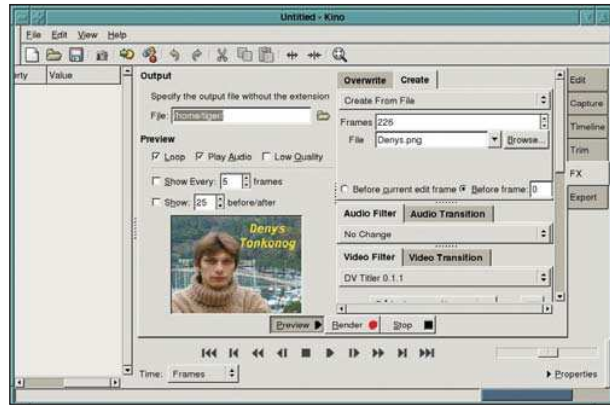 Untitled - Kino
File Edit View Help
erty Value
Output
Specify the output file without the extension
File: /home/tiger/
Preview
Loop Play Audio Low Quality
Show Every: 5 frames
Show: 25 before/after
Denys
Tonkonog
Preview Render Stop
Overwrite Create
Create From File
Frames 226
File Denys.png Browse...
Before current edit frame Before frame: 0
Audio Filter Audio Transition
No Change
Video Filter Video Transition
DV Titler 0.1.1
Edit
Capture
Timeline
Trim
FX
Export
Time: Frames
Properties